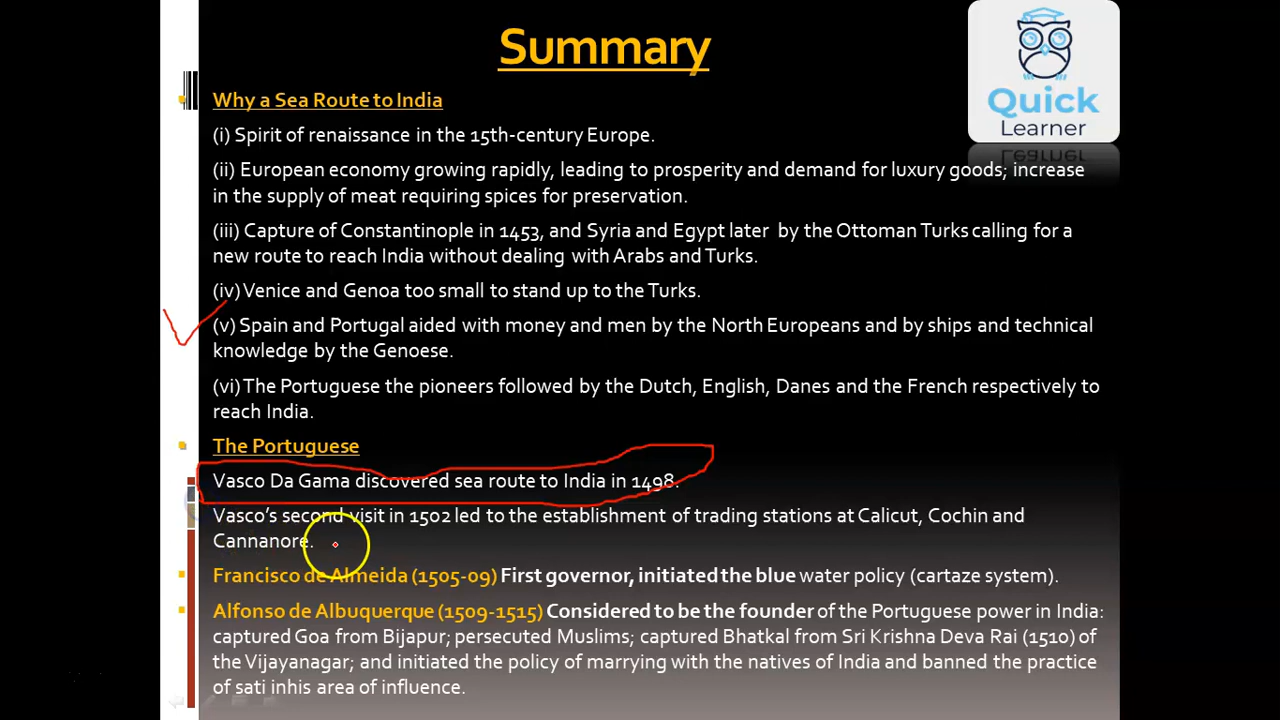 Summary
Quick
Learner
Why a Sea Route to India
(i) Spirit of renaissance in the 15th-century Europe.
(ii) European economy growing rapidly, leading to prosperity and demand for luxury goods; increase
in the supply of meat requiring spices for preservation.
(iii) Capture of Constantinople in 1453, and Syria and Egypt later by the Ottoman Turks calling for a
new route to reach India without dealing with Arabs and Turks.
(iv) Venice and Genoa too small to stand up to the Turks.
(v) Spain and Portugal aided with money and men by the North Europeans and by ships and technical
knowledge by the Genoese.
(vi) The Portuguese the pioneers followed by the Dutch, English, Danes and the French respectively to
reach India.
The Portuguese
Vasco Da Gama discovered sea route to India in 1498.
Vasco's second visit in 1502 led to the establishment of trading stations at Calicut, Cochin and
Cannanore.
Francisco de Almeida (1505-09) First governor, initiated the blue water policy (cartaze system).
Alfonso de Albuquerque (1509-1515) Considered to be the founder of the Portuguese power in India:
captured Goa from Bijapur; persecuted Muslims; captured Bhatkal from Sri Krishna Deva Rai (1510) of
the Vijayanagar; and initiated the policy of marrying with the natives of India and banned the practice
of sati inhis area of influence.